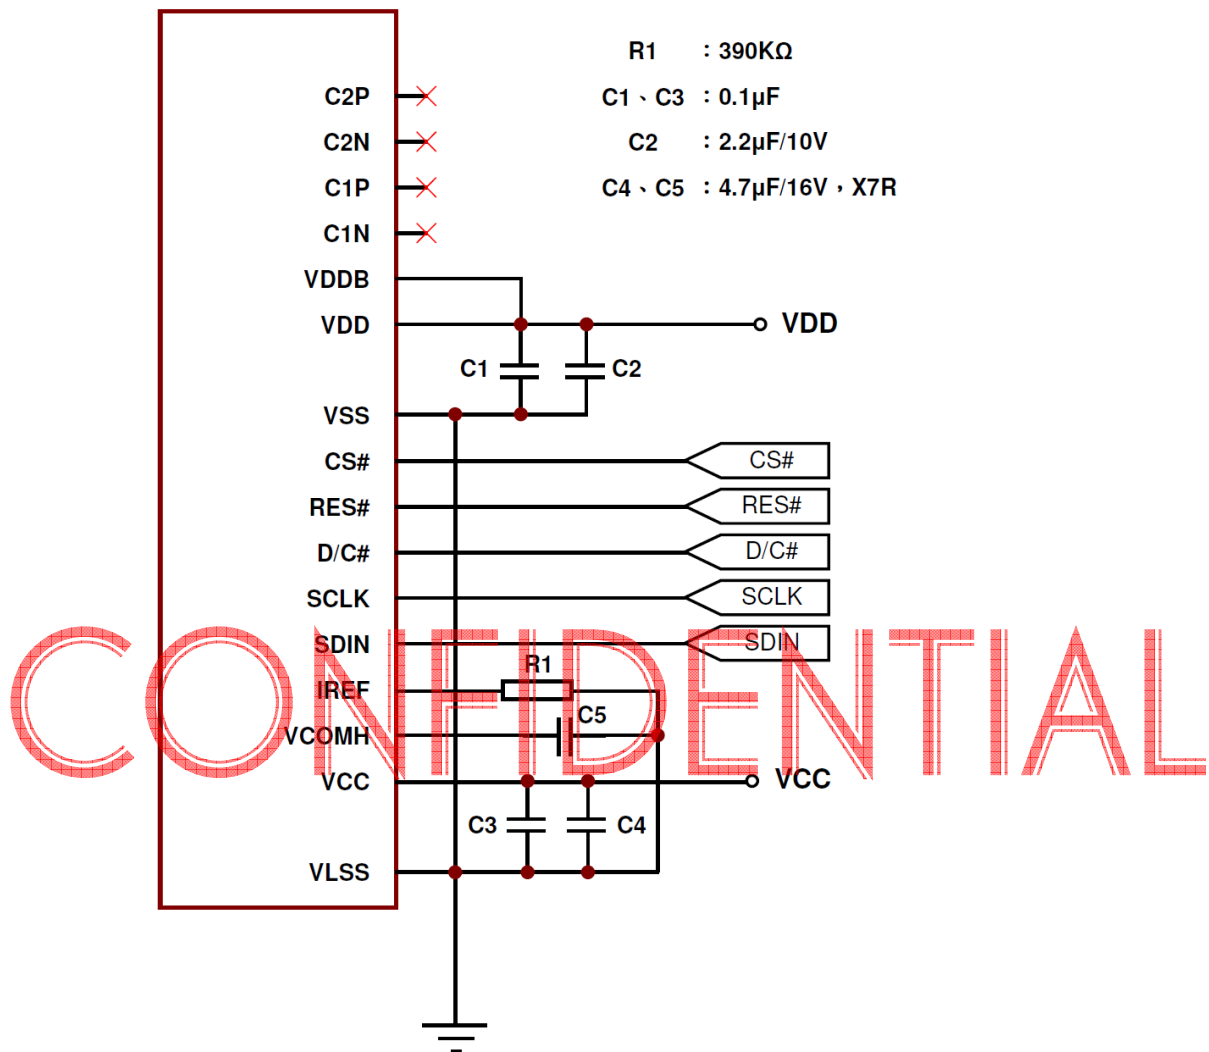 R1 : 390KΩ
C2P
C1、C3 : 0.1µF
C2N
C2 : 2.2µF/10V
C1P
C4、C5 : 4.7µF/16V,X7R
C1N
VDDB
VDD
VDD
C1
C2
VSS
CS#
CS#
RES#
RES#
D/C#
D/C#
SCLK
SCLK
SDIN
SDIN
CONFIDENTIAL
R1
IREF
C5
VCOMH
VCC
VCC
C3
C4
VLSS